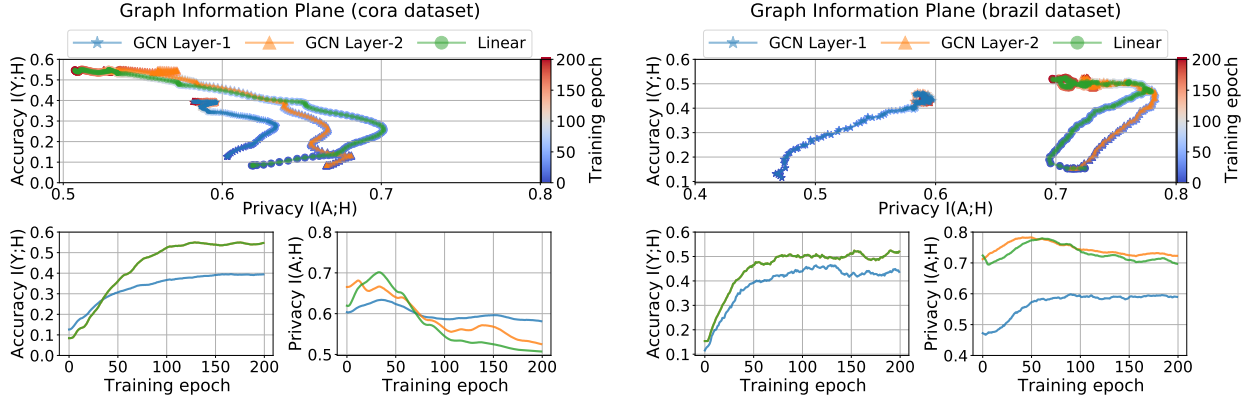 Graph Information Plane (cora dataset)
GCN Layer-1 GCN Layer-2 Linear
Accuracy I(Y;H)
0.6
0.5
0.4
0.3
0.2
0.1
0.0
0.5 0.6 0.7 0.8
Privacy I(A;H)
200
150
100
50
0
Training epoch
Graph Information Plane (brazil dataset)
GCN Layer-1 GCN Layer-2 Linear
Accuracy I(Y;H)
0.6
0.5
0.4
0.3
0.2
0.1
0.4 0.5 0.6 0.7 0.8
Privacy I(A;H)
200
150
100
50
0
Training epoch
Accuracy I(Y;H)
0.6
0.5
0.4
0.3
0.2
0.1
0.0
0 50 100 150 200
Training epoch
Privacy I(A;H)
0.8
0.7
0.6
0.5
0 50 100 150 200
Training epoch
Accuracy I(Y;H)
0.6
0.5
0.4
0.3
0.2
0.1
0 50 100 150 200
Training epoch
Privacy I(A;H)
0.8
0.7
0.6
0.5
0.4
0 50 100 150 200
Training epoch